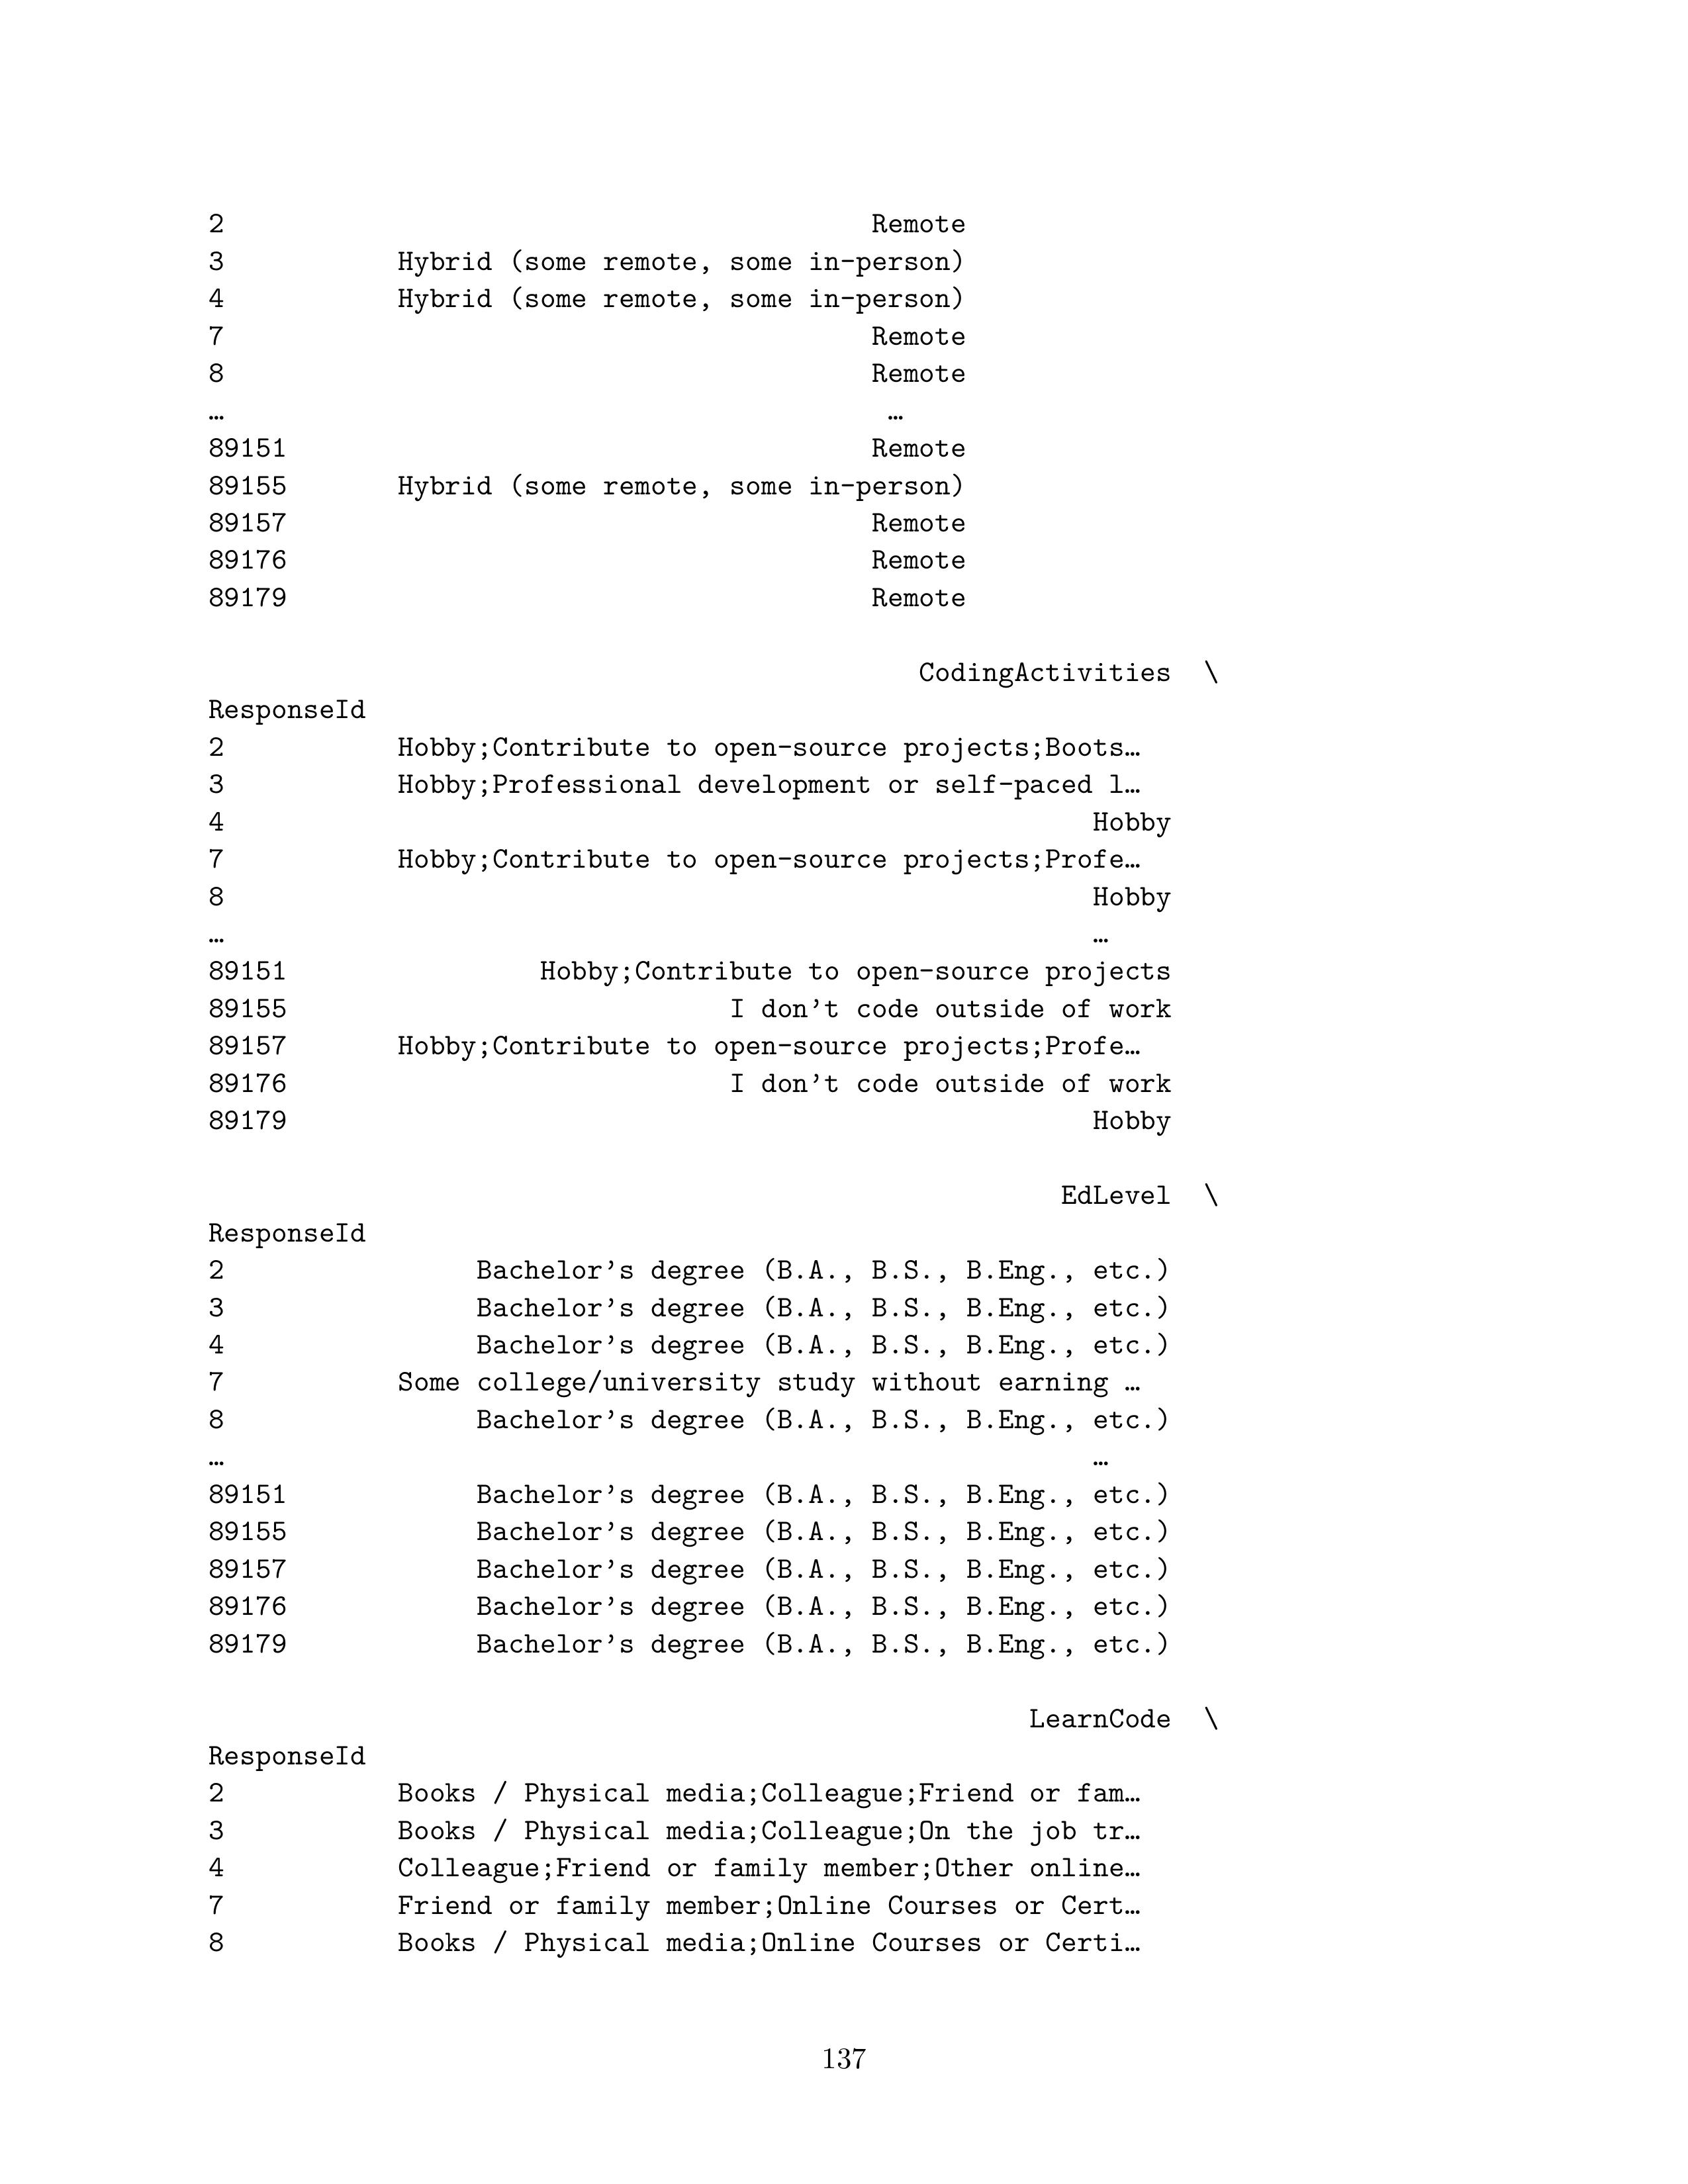 2                                         Remote
3           Hybrid (some remote, some in-person)
4           Hybrid (some remote, some in-person)
7                                         Remote
8                                         Remote
…                                          …
89151                                     Remote
89155       Hybrid (some remote, some in-person)
89157                                     Remote
89176                                     Remote
89179                                     Remote
                                             CodingActivities  \
ResponseId
2           Hobby;Contribute to open-source projects;Boots…
3           Hobby;Professional development or self-paced l…
4                                                       Hobby
7           Hobby;Contribute to open-source projects;Profe…
8                                                       Hobby
…                                                       …
89151                Hobby;Contribute to open-source projects
89155                            I don't code outside of work
89157       Hobby;Contribute to open-source projects;Profe…
89176                            I don't code outside of work
89179                                                   Hobby
                                                      EdLevel  \
ResponseId
2                Bachelor's degree (B.A., B.S., B.Eng., etc.)
3                Bachelor's degree (B.A., B.S., B.Eng., etc.)
4                Bachelor's degree (B.A., B.S., B.Eng., etc.)
7           Some college/university study without earning …
8                Bachelor's degree (B.A., B.S., B.Eng., etc.)
…                                                       …
89151            Bachelor's degree (B.A., B.S., B.Eng., etc.)
89155            Bachelor's degree (B.A., B.S., B.Eng., etc.)
89157            Bachelor's degree (B.A., B.S., B.Eng., etc.)
89176            Bachelor's degree (B.A., B.S., B.Eng., etc.)
89179            Bachelor's degree (B.A., B.S., B.Eng., etc.)
                                                    LearnCode  \
ResponseId
2           Books / Physical media;Colleague;Friend or fam…
3           Books / Physical media;Colleague;On the job tr…
4           Colleague;Friend or family member;Other online…
7           Friend or family member;Online Courses or Cert…
8           Books / Physical media;Online Courses or Certi…
137